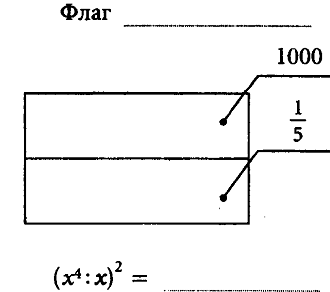 Флаг
1000
1/5
(x⁴ : x)² =